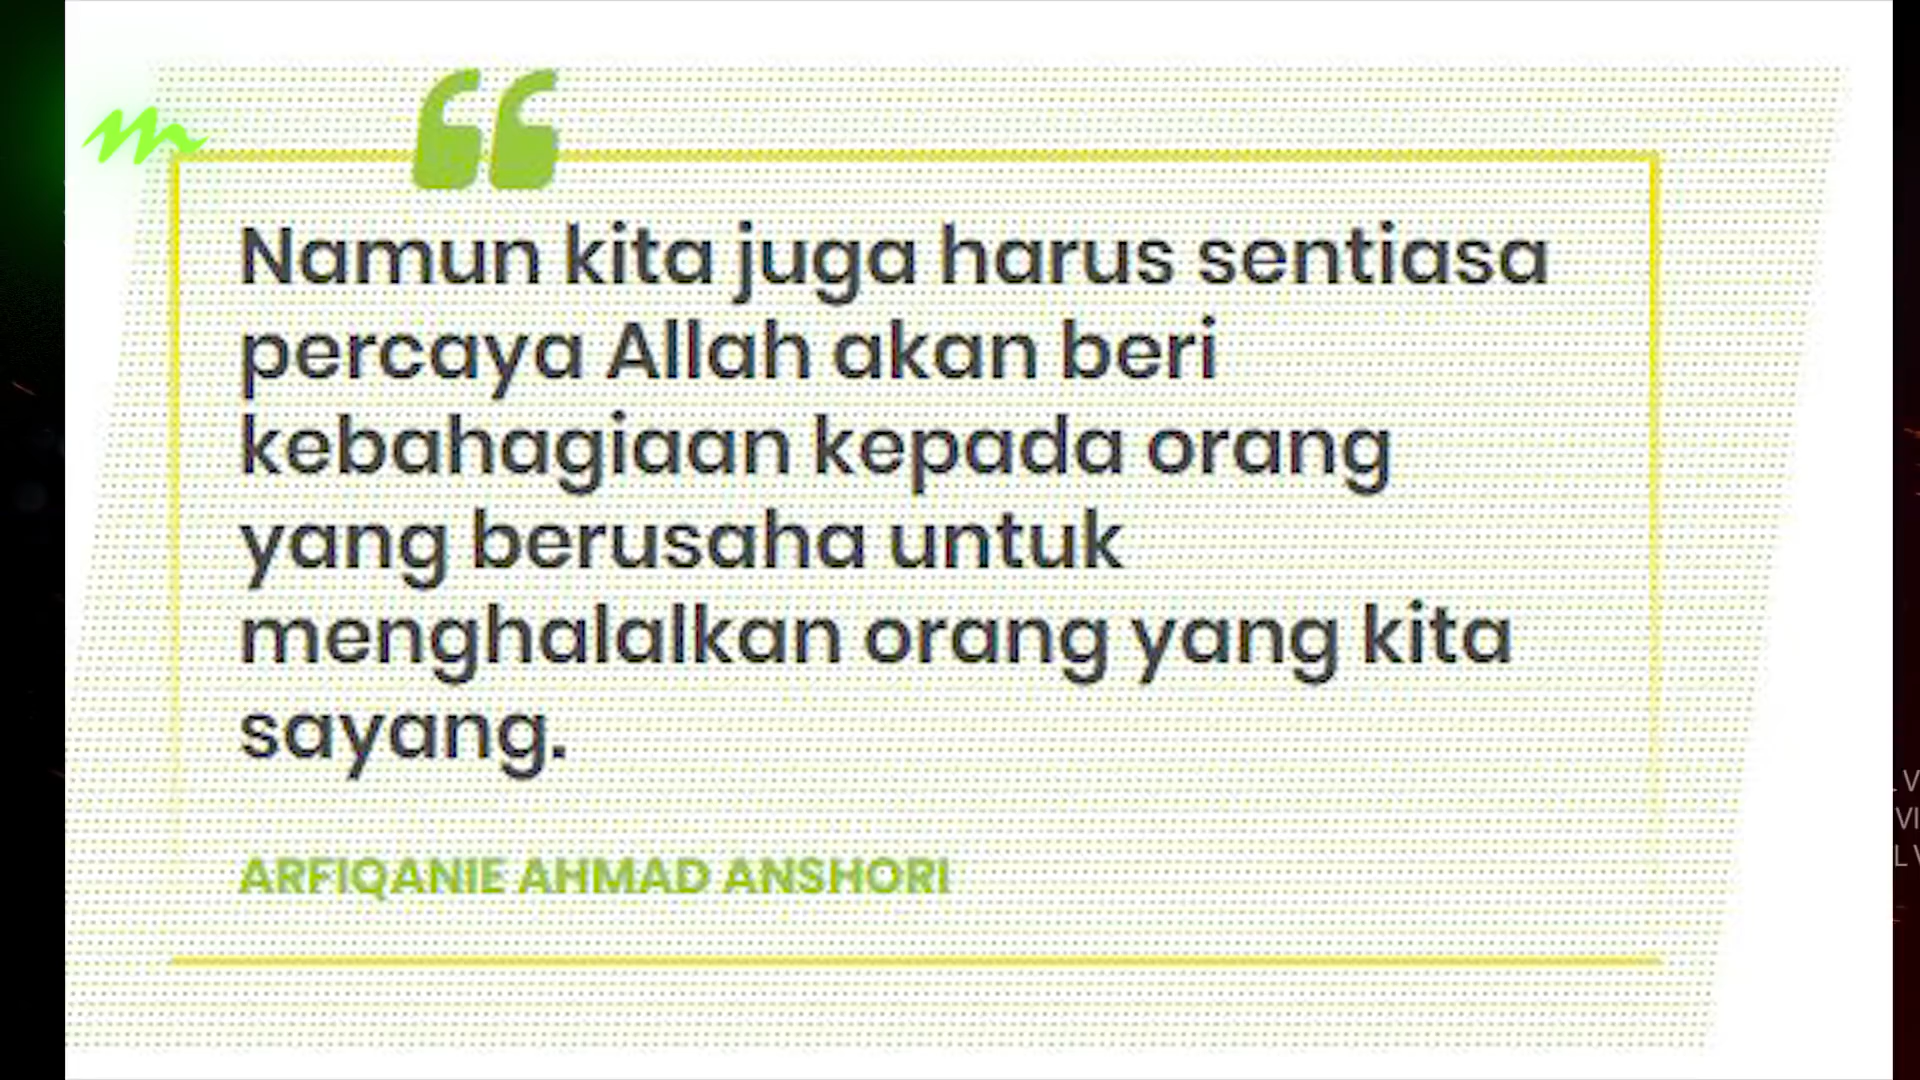 Namun kita juga harus sentiasa
percaya Allah akan beri
kebahagiaan kepada orang
yang berusaha untuk
menghalalkan orang yang kita
sayang.
ARFIQANIE AHMAD ANSHORI